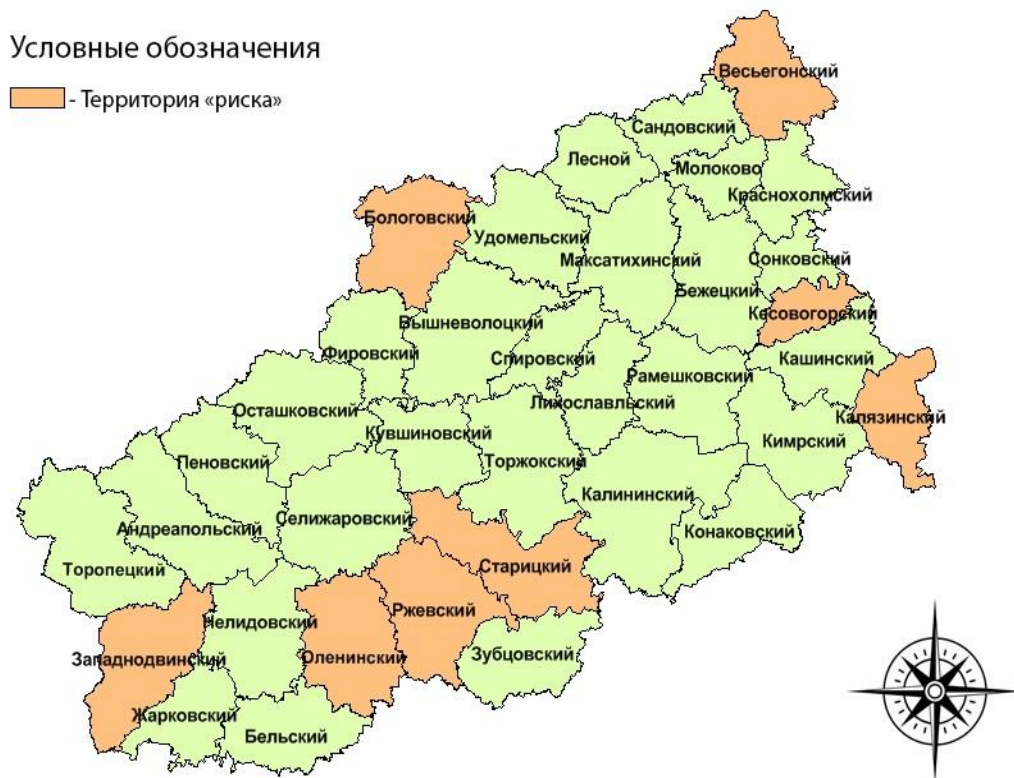 Условные обозначения
- Территория «риска»
Весьегонский
Сандовский
Лесной
Молоково
Краснохолмский
Бологовский
Удомельский
Максатихинский
Сонковский
Бежецкий
Кесовогорский
Вышневолоцкий
Фировский
Спировский
Кашинский
Рамешковский
Лихославльский
Осташковский
Калязинский
Кувшиновский
Кимрский
Пеновский
Торжокский
Калининский
Селижаровский
Андреапольский
Конаковский
Торопецкий
Старицкий
Ржевский
Нелидовский
Зубцовский
Западнодвинский
Оленинский
Жарковский
Бельский